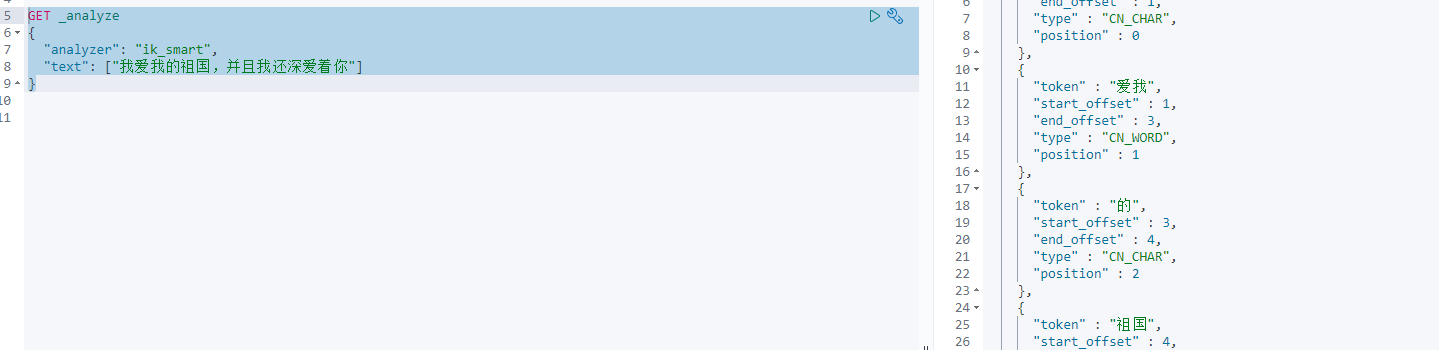 4
5 GET _analyze
6 {
7 "analyzer": "ik_smart",
8 "text": ["我爱我的祖国，并且我还深爱着你"]
9 }
10
11
6 "end_offset" : 1,
7 "type" : "CN_CHAR",
8 "position" : 0
9 },
10 {
11 "token" : "爱我",
12 "start_offset" : 1,
13 "end_offset" : 3,
14 "type" : "CN_WORD",
15 "position" : 1
16 },
17 {
18 "token" : "的",
19 "start_offset" : 3,
20 "end_offset" : 4,
21 "type" : "CN_CHAR",
22 "position" : 2
23 },
24 {
25 "token" : "祖国",
26 "start_offset" : 4,